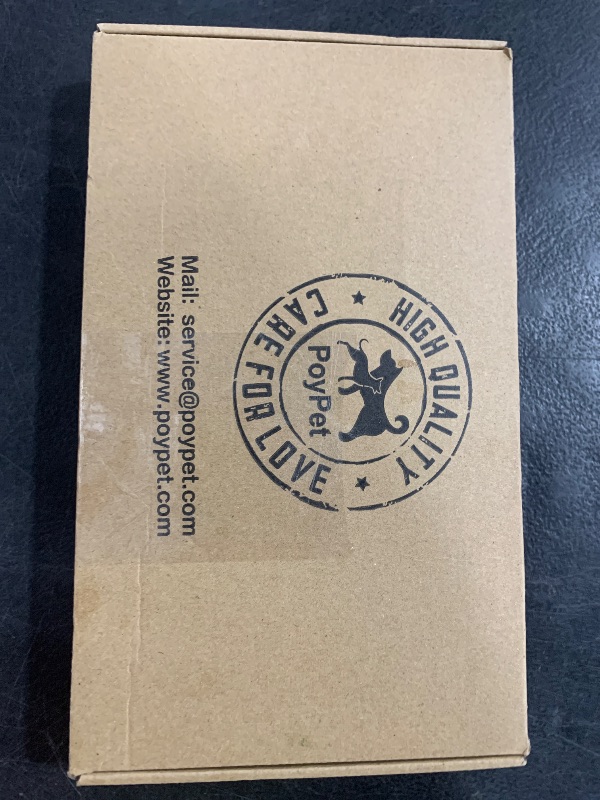 HIGH QUALITY
PoyPet
CARE FOR LOVE
Mail: service@poypet.com
Website: www.poypet.com